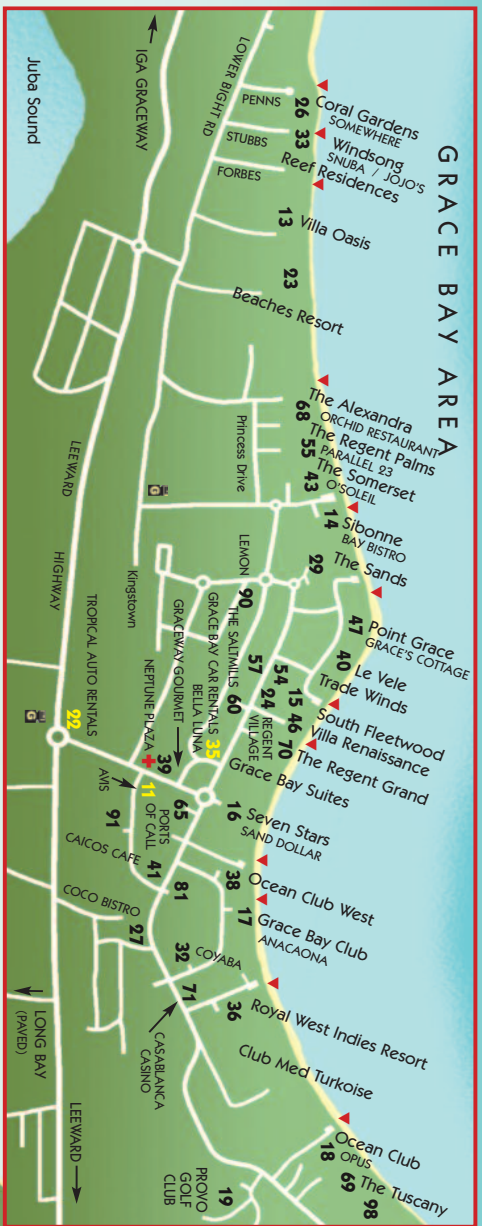 GRACE BAY AREA
Juba Sound
IGA GRACEWAY
LOWER BIGHT RD
PENNS
STUBBS
FORBES
26
Coral Gardens
SOMEWHERE
33
Windsong
SNUBA / JOJO'S
Reef Residences
13
Villa Oasis
23
Beaches Resort
The Alexandra
ORCHID RESTAURANT
68
The Regent Palms
PARALLEL 23
55
The Somerset
O'SOLEIL
43
14
Sibonne
BAY BISTRO
29
The Sands
47
Point Grace
GRACE'S COTTAGE
40
Le Vele
Trade Winds
15
46
South Fleetwood
Villa Renaissance
70
The Regent Grand
54
24
REGENT
VILLAGE
57
Grace Bay Suites
Princess Drive
LEMON
90
THE SALTMILLS
60
GRACE BAY CAR RENTALS
35
BELLA LUNA
GRACEWAY GOURMET
NEPTUNE PLAZA
39
Kingstown
G
LEEWARD
HIGHWAY
TROPICAL AUTO RENTALS
22
G
AVIS
11
PORTS
OF CALL
65
91
CAICOS CAFE
41
81
COCO BISTRO
27
16
Seven Stars
SAND DOLLAR
38
Ocean Club West
17
Grace Bay Club
ANACAONA
32
COYABA
71
36
Royal West Indies Resort
CASABLANCA
CASINO
Club Med Turkoise
Ocean Club
18
OPUS
69
The Tuscany
98
PROVO
GOLF
CLUB
19
LONG BAY
(PAVED)
LEEWARD